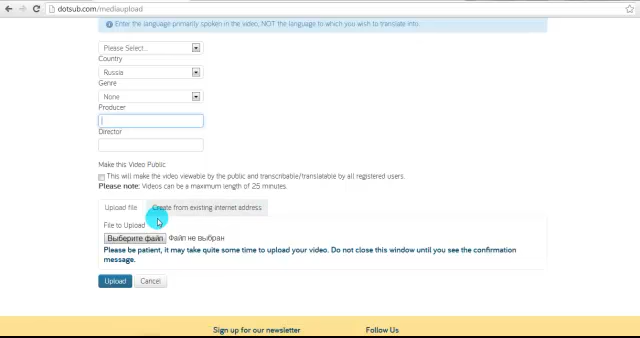 dotsub.com/mediaupload
Enter the language primarily spoken in the video, NOT the language to which you wish to translate into.
Please Select...
Country
Russia
Genre
None
Producer
Director
Make this Video Public
This will make the video viewable by the public and transcribable/translatable by all registered users.
Please note: Videos can be a maximum length of 25 minutes.
Upload file Create from existing internet address
File to Upload
Выберите файл Файл не выбран
Please be patient, it may take quite some time to upload your video. Do not close this window until you see the confirmation
message.
Upload Cancel
Sign up for our newsletter Follow Us